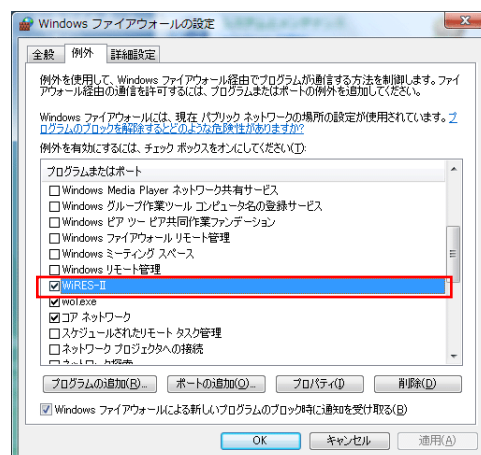 Windows ファイアウォールの設定
全般 例外 詳細設定
例外を使用して、Windows ファイアウォール経由でプログラムが通信する方法を制御します。ファイ
アウォール経由の通信を許可するには、プログラムまたはポートの例外を追加してください。
Windows ファイアウォールには、現在 パブリック ネットワークの場所の設定が使用されています。プ
ログラムのブロックを解除するとどのような危険性がありますか?
例外を有効にするには、チェック ボックスをオンにしてください(T):
プログラムまたはポート
Windows Media Player ネットワーク共有サービス
Windows グループ作業ツール コンピュータ名の登録サービス
Windows ピア ツー ピア共同作業ファンデーション
Windows ファイアウォール リモート管理
Windows ミーティング スペース
Windows リモート管理
WiRES-II
wol.exe
コア ネットワーク
スケジュールされたリモート タスク管理
ネットワーク プロジェクタへの接続
プログラムの追加(R)... ポートの追加(O)... プロパティ(I) 削除(D)
Windows ファイアウォールによる新しいプログラムのブロック時に通知を受け取る(B)
OK キャンセル 適用(A)